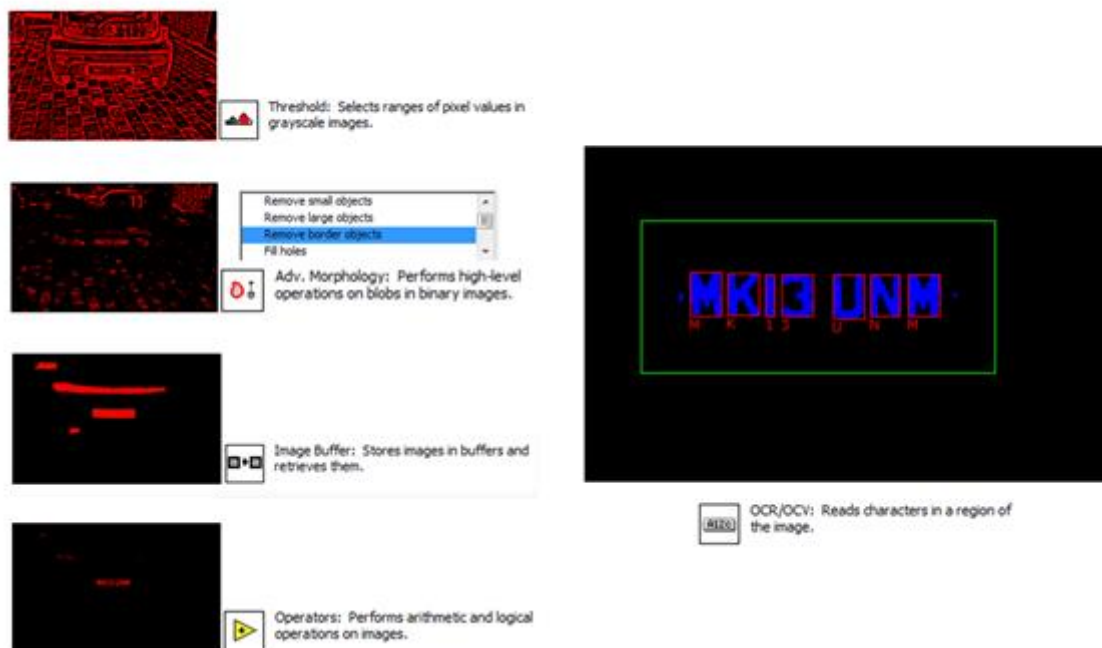 Threshold: Selects ranges of pixel values in
grayscale images.
Remove small objects
Remove large objects
Remove border objects
Fill holes
Adv. Morphology: Performs high-level
operations on blobs in binary images.
Image Buffer: Stores images in buffers and
retrieves them.
Operators: Performs arithmetic and logical
operations on images.
MK13 UNM
M K 1 3 U N M
OCR/OCV: Reads characters in a region of
the image.